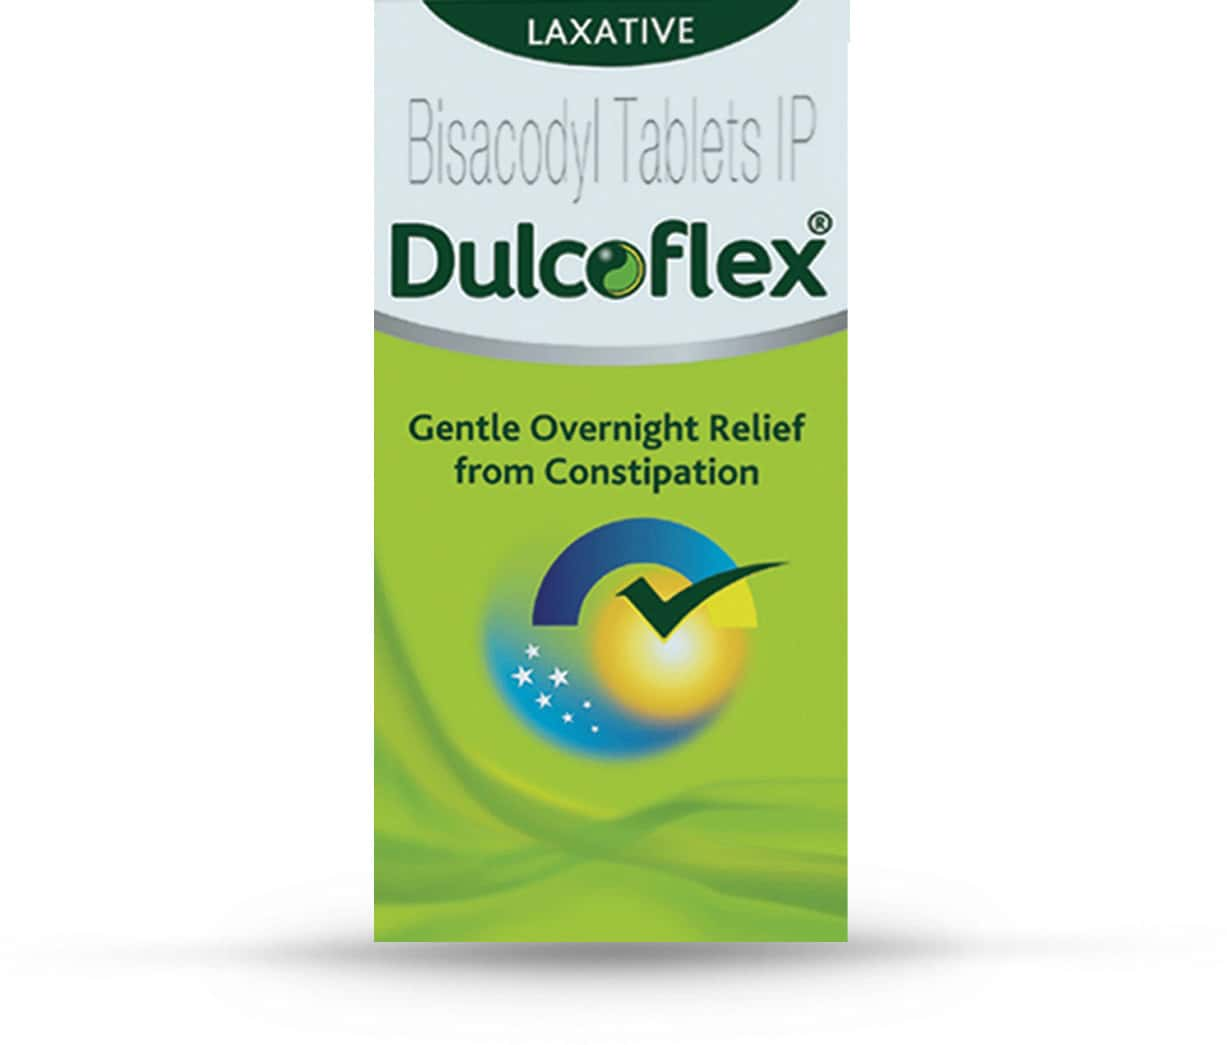 LAXATIVE
Bisacodyl Tablets IP
Dulcoflex®
Gentle Overnight Relief
from Constipation